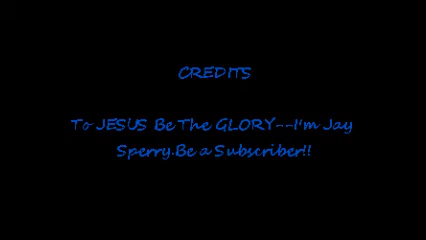 CREDITS
To JESUS Be The GLORY--I'm Jay
Sperry.Be a Subscriber!!